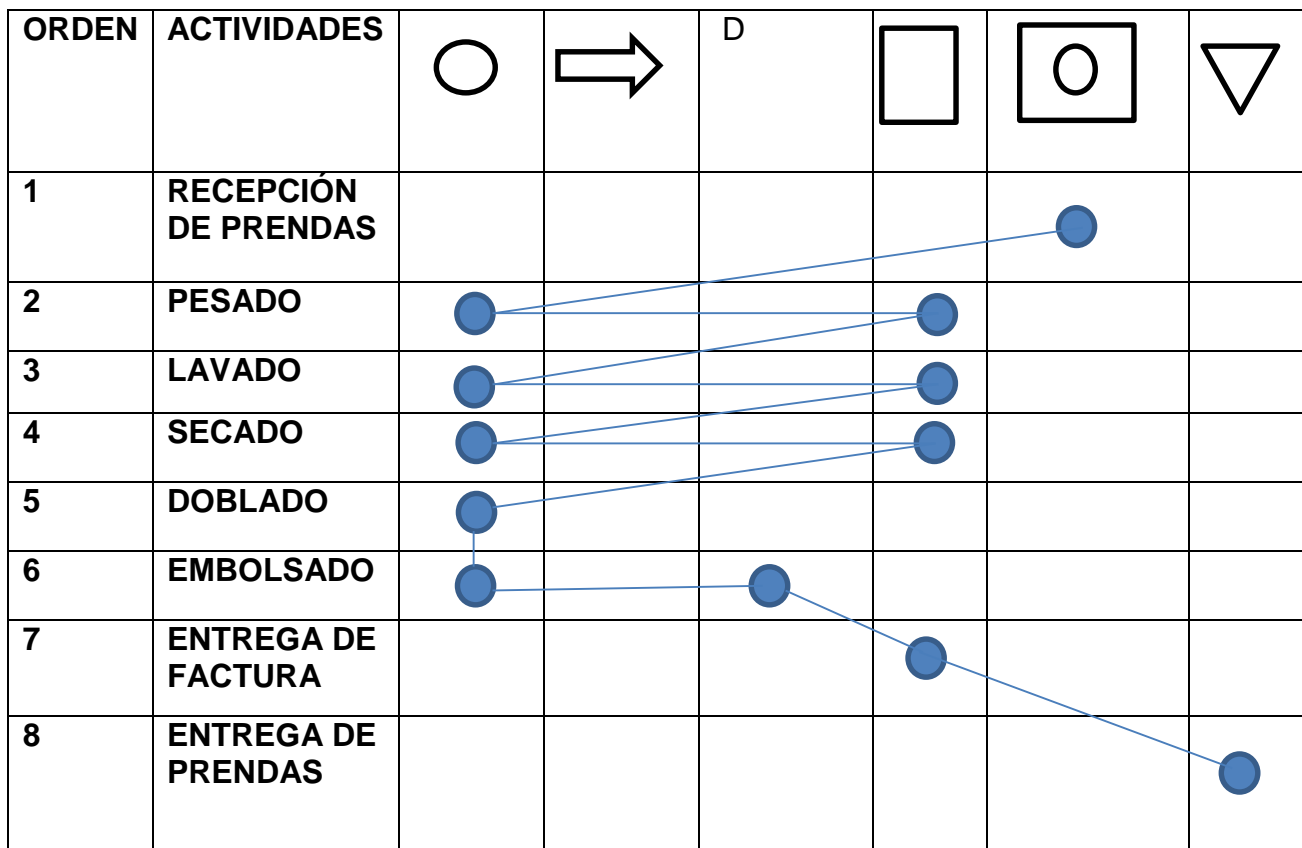 ORDEN ACTIVIDADES D
1 RECEPCIÓN
DE PRENDAS
2 PESADO
3 LAVADO
4 SECADO
5 DOBLADO
6 EMBOLSADO
7 ENTREGA DE
FACTURA
8 ENTREGA DE
PRENDAS